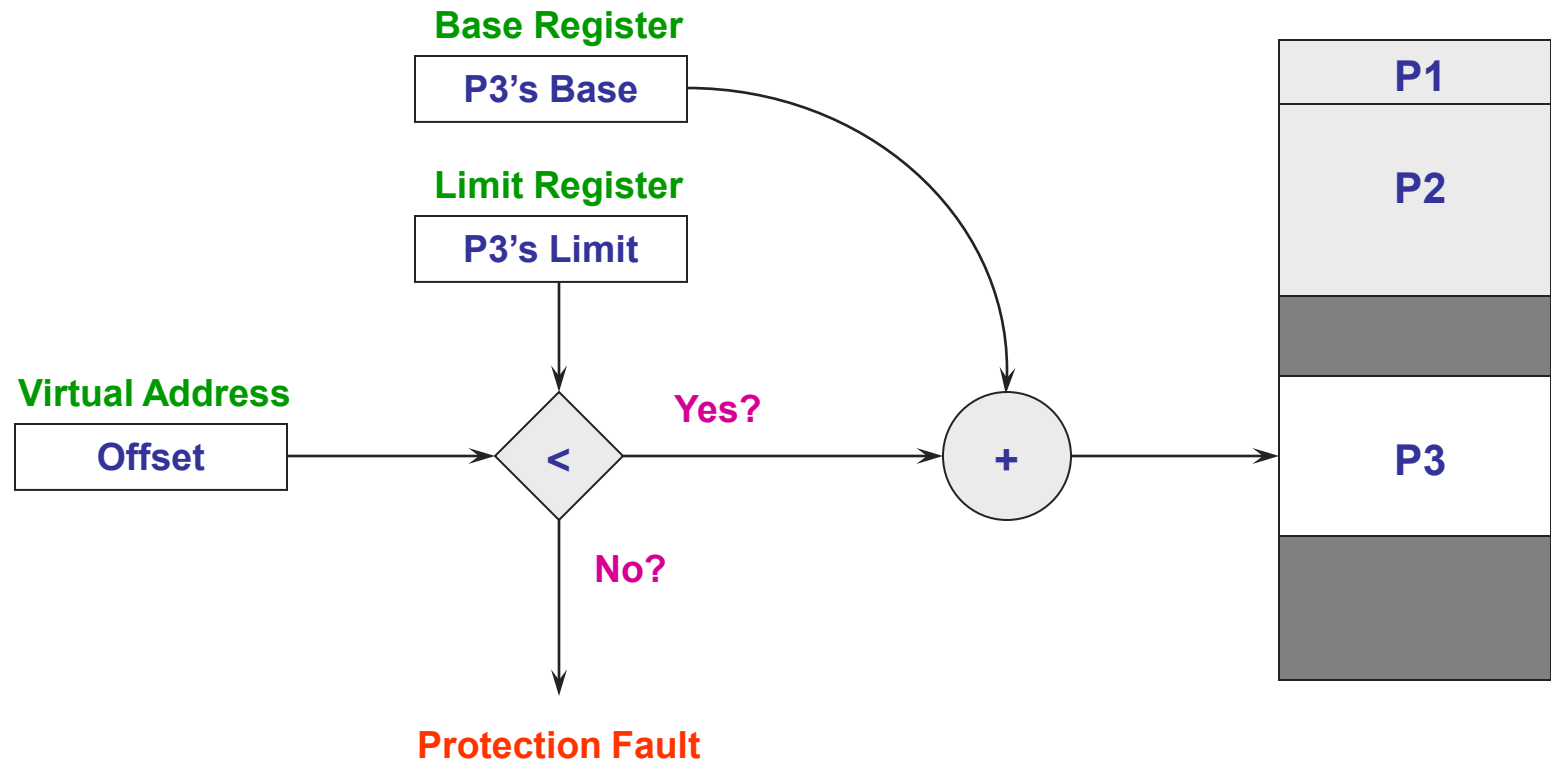 Base Register
P3’s Base
Limit Register
P3’s Limit
Virtual Address
Offset
<
Yes?
No?
+
Protection Fault
P1
P2
P3